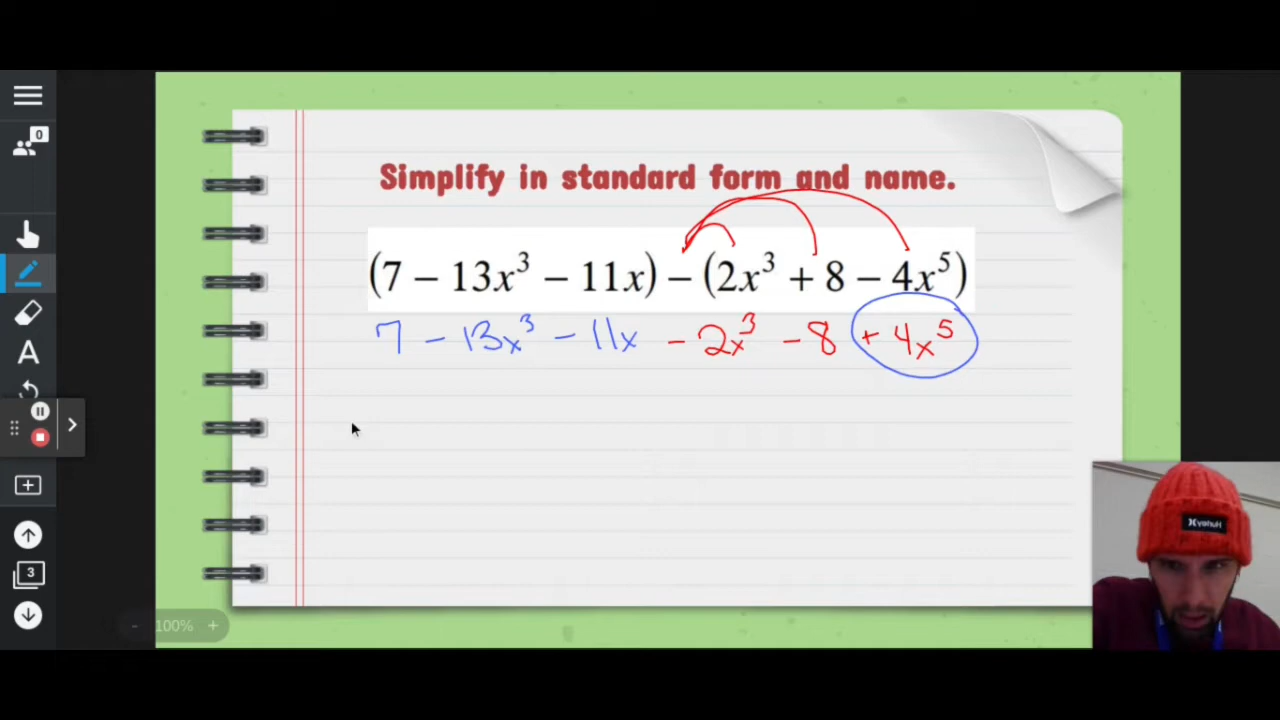 0
Simplify in standard form and name.
(7 − 13x³ − 11x) − (2x³ + 8 − 4x⁵)
7 − 13x³ − 11x − 2x³ − 8 + 4x⁵
A
3
- 100% +